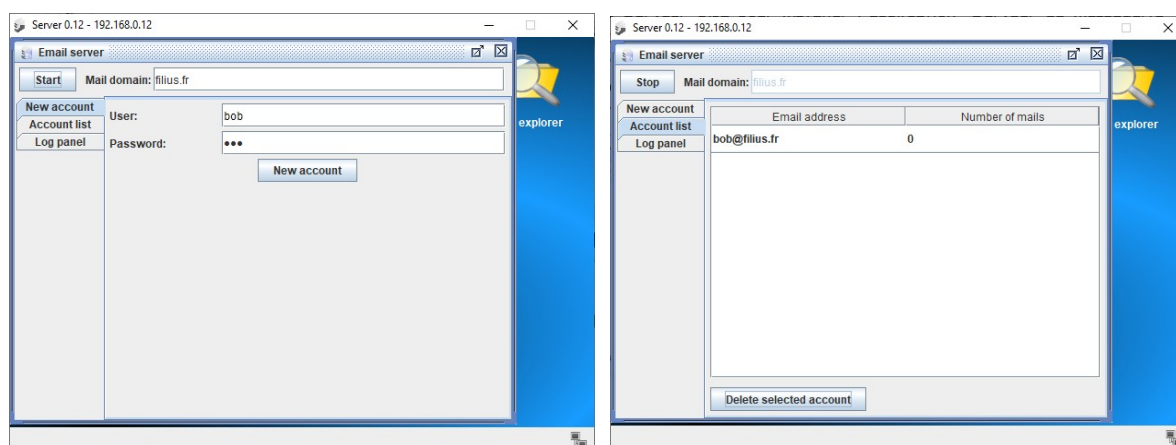 Server 0.12 - 192.168.0.12
Email server
Start Mail domain: filius.fr
New account
Account list
Log panel
User: bob
Password: •••
New account
explorer
Server 0.12 - 192.168.0.12
Email server
Stop Mail domain: filius.fr
New account
Account list
Log panel
Email address Number of mails
bob@filius.fr 0
Delete selected account
explorer